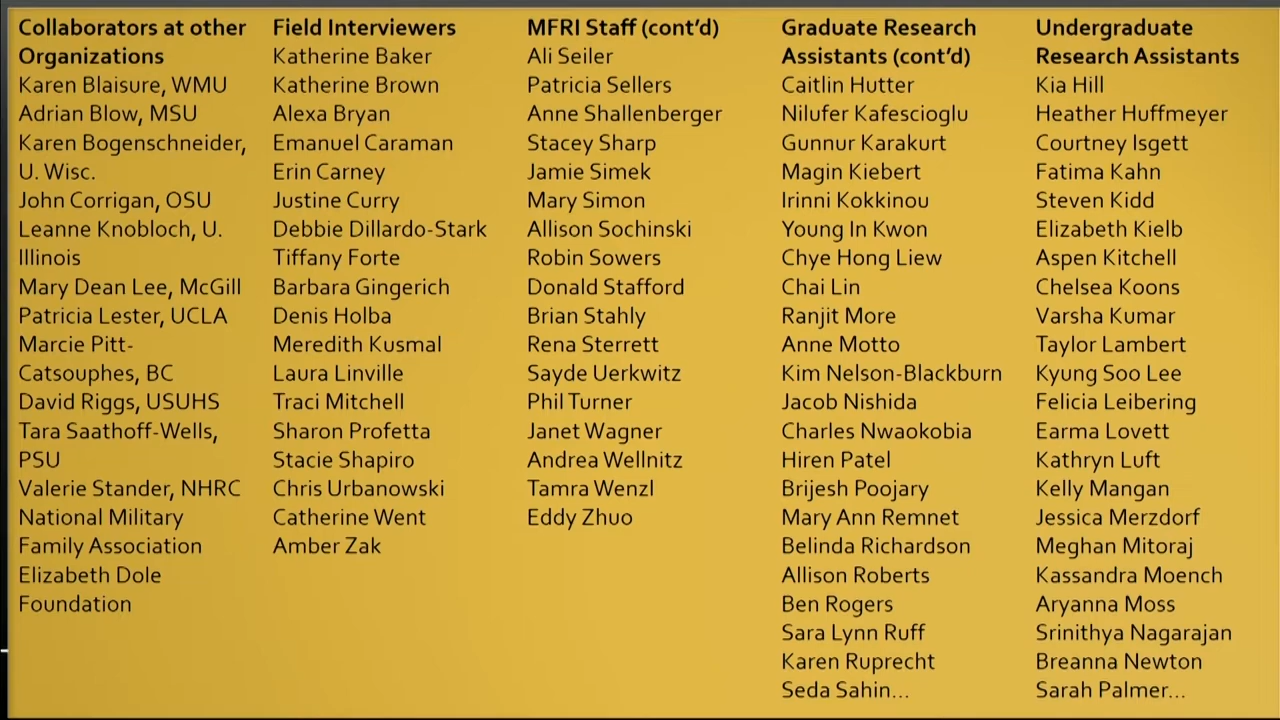 Collaborators at other
Organizations
Karen Blaisure, WMU
Adrian Blow, MSU
Karen Bogenschneider,
U. Wisc.
John Corrigan, OSU
Leanne Knobloch, U.
Illinois
Mary Dean Lee, McGill
Patricia Lester, UCLA
Marcie Pitt-
Catsouphes, BC
David Riggs, USUHS
Tara Saathoff-Wells,
PSU
Valerie Stander, NHRC
National Military
Family Association
Elizabeth Dole
Foundation
Field Interviewers
Katherine Baker
Katherine Brown
Alexa Bryan
Emanuel Caraman
Erin Carney
Justine Curry
Debbie Dillardo-Stark
Tiffany Forte
Barbara Gingerich
Denis Holba
Meredith Kusmal
Laura Linville
Traci Mitchell
Sharon Profetta
Stacie Shapiro
Chris Urbanowski
Catherine Went
Amber Zak
MFRI Staff (cont’d)
Ali Seiler
Patricia Sellers
Anne Shallenberger
Stacey Sharp
Jamie Simek
Mary Simon
Allison Sochinski
Robin Sowers
Donald Stafford
Brian Stahly
Rena Sterrett
Sayde Uerkwitz
Phil Turner
Janet Wagner
Andrea Wellnitz
Tamra Wenzl
Eddy Zhuo
Graduate Research
Assistants (cont’d)
Caitlin Hutter
Nilufer Kafescioglu
Gunnur Karakurt
Magin Kiebert
Irinni Kokkinou
Young In Kwon
Chye Hong Liew
Chai Lin
Ranjit More
Anne Motto
Kim Nelson-Blackburn
Jacob Nishida
Charles Nwaokobia
Hiren Patel
Brijesh Poojary
Mary Ann Remnet
Belinda Richardson
Allison Roberts
Ben Rogers
Sara Lynn Ruff
Karen Ruprecht
Seda Sahin...
Undergraduate
Research Assistants
Kia Hill
Heather Huffmeyer
Courtney Isgett
Fatima Kahn
Steven Kidd
Elizabeth Kielb
Aspen Kitchell
Chelsea Koons
Varsha Kumar
Taylor Lambert
Kyung Soo Lee
Felicia Leibering
Earma Lovett
Kathryn Luft
Kelly Mangan
Jessica Merzdorf
Meghan Mitoraj
Kassandra Moench
Aryanna Moss
Srinithya Nagarajan
Breanna Newton
Sarah Palmer...